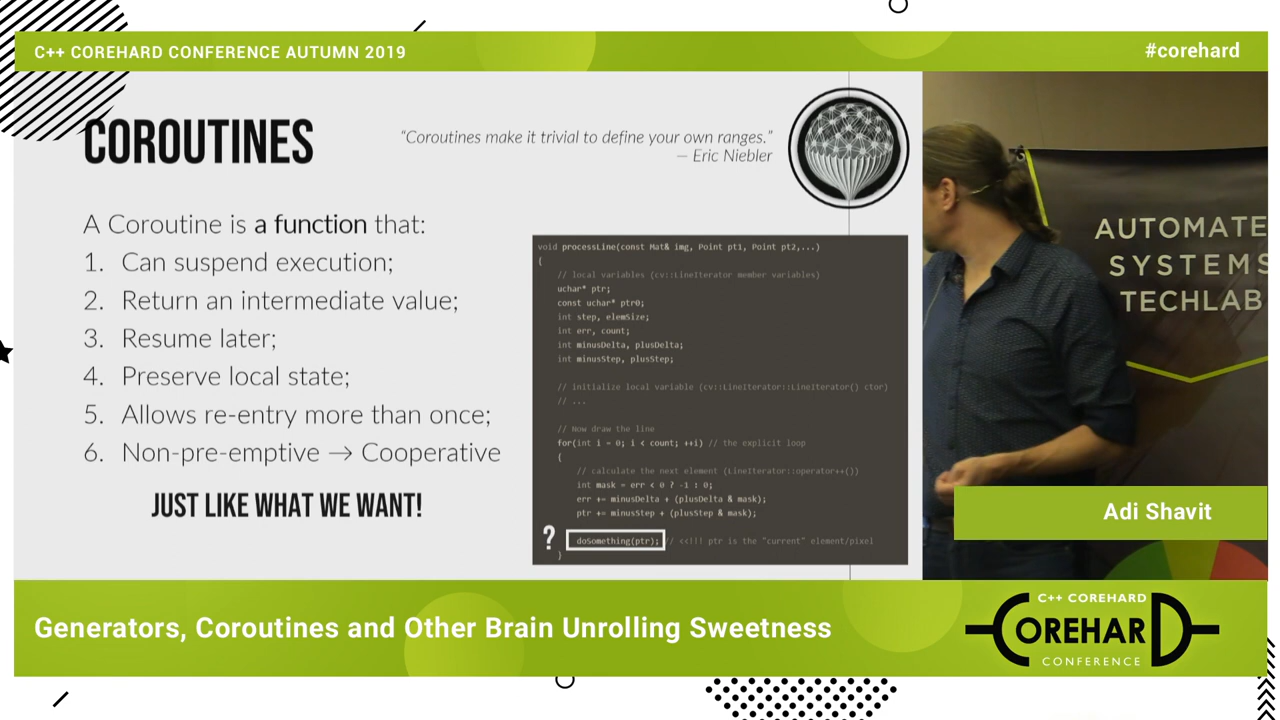 C++ COREHARD CONFERENCE AUTUMN 2019
#corehard
COROUTINES
“Coroutines make it trivial to define your own ranges.”
— Eric Niebler
A Coroutine is a function that:
1. Can suspend execution;
2. Return an intermediate value;
3. Resume later;
4. Preserve local state;
5. Allows re-entry more than once;
6. Non-pre-emptive → Cooperative
JUST LIKE WHAT WE WANT!
void processLine(const Mat& img, Point pt1, Point pt2,...)
{
// local variables (cv::LineIterator member variables)
uchar* ptr;
const uchar* ptr0;
int step, elemSize;
int err, count;
int minusDelta, plusDelta;
int minusStep, plusStep;
// initialize local variable (cv::LineIterator::LineIterator() ctor)
// ...
// Now draw the line
for(int i = 0; i < count; ++i) // the explicit loop
{
// calculate the next element (LineIterator::operator++())
int mask = err < 0 ? -1 : 0;
err += minusDelta + (plusDelta & mask);
ptr += minusStep + (plusStep & mask);
? doSomething(ptr); // <<!!! ptr is the "current" element/pixel
}
AUTOMATE
SYSTEMS
TECHLAB
Adi Shavit
Generators, Coroutines and Other Brain Unrolling Sweetness
C++ COREHARD
COREHARD
CONFERENCE